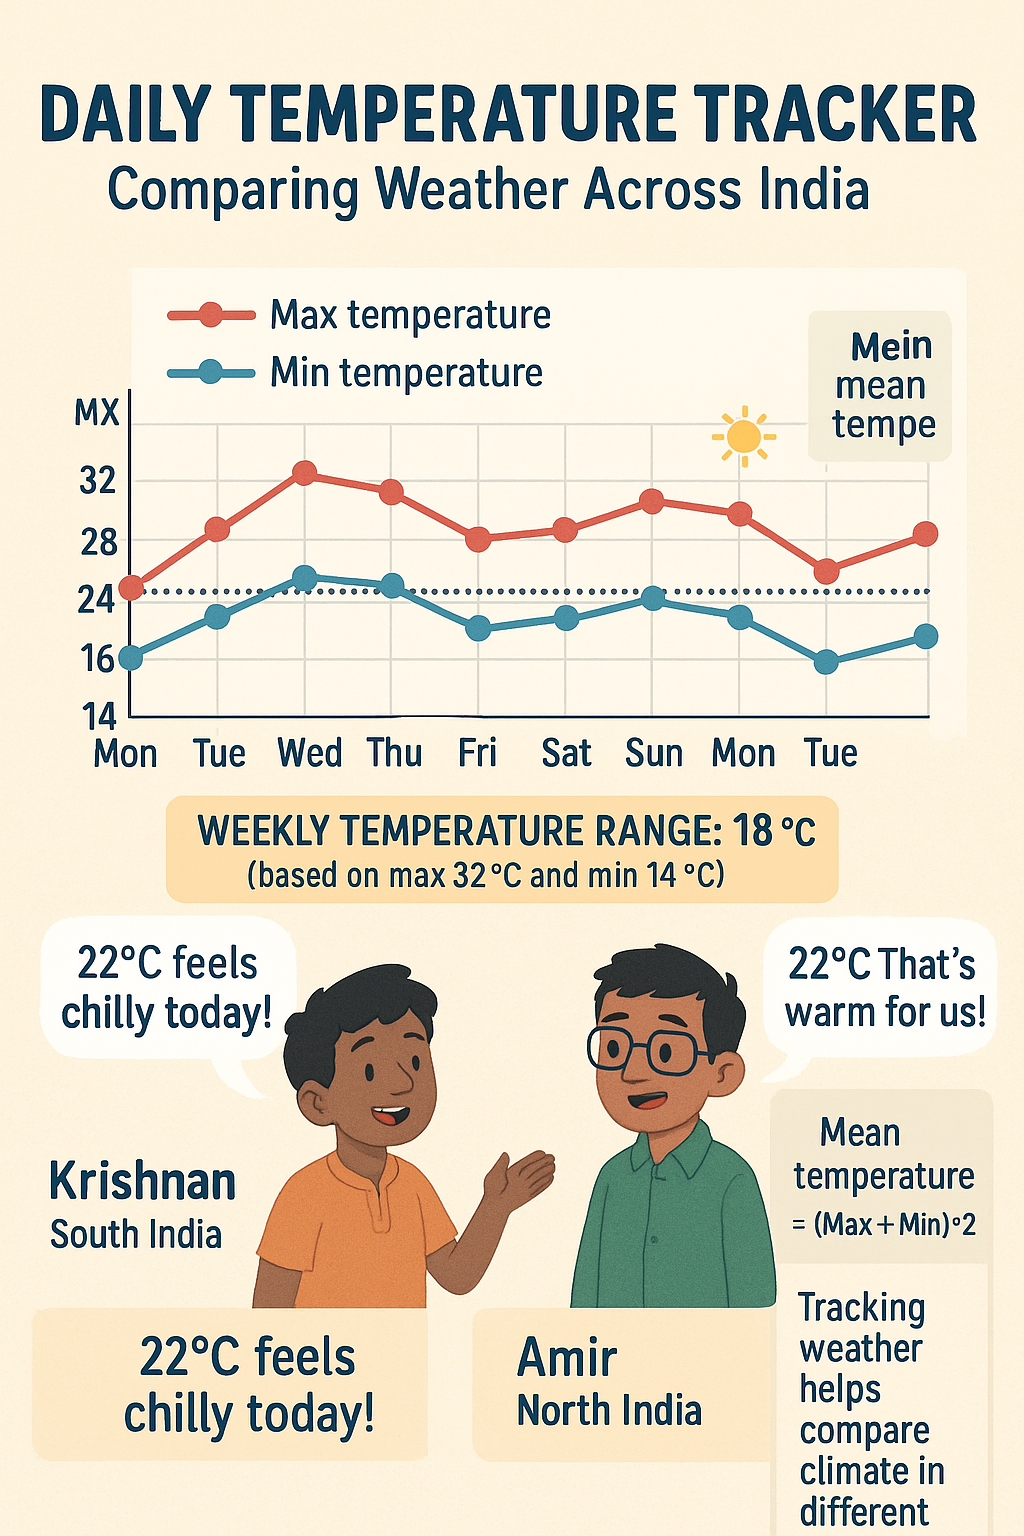 DAILY TEMPERATURE TRACKER
Comparing Weather Across India
Max temperature
Min temperature
Mein
mean
tempe
MX
32
28
24
16
14
Mon Tue Wed Thu Fri Sat Sun Mon Tue
WEEKLY TEMPERATURE RANGE: 18 °C
(based on max 32 °C and min 14 °C)
22°C feels
chilly today!
22°C That's
warm for us!
Krishnan
South India
Mean
temperature
= (Max + Min)∘2
22°C feels
chilly today!
Amir
North India
Tracking
weather
helps
compare
climate in
different